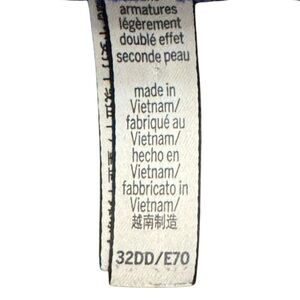 armatures
légèrement
doublé effet
seconde peau
made in
Vietnam/
fabriqué au
Vietnam/
hecho en
Vietnam/
fabbricato in
Vietnam/
越南制造
32DD/E70